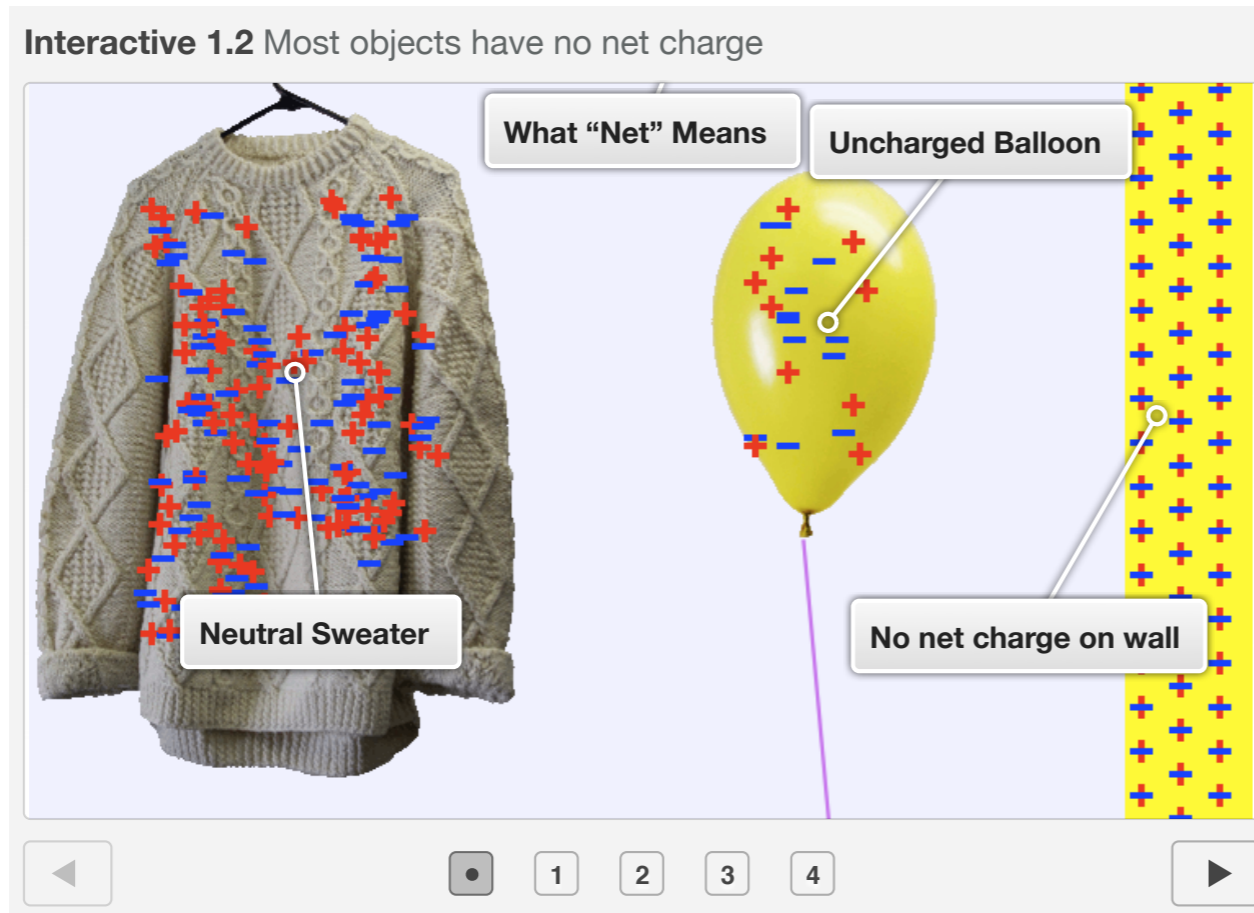 Interactive 1.2 Most objects have no net charge
What “Net” Means
Uncharged Balloon
Neutral Sweater
No net charge on wall
1
2
3
4